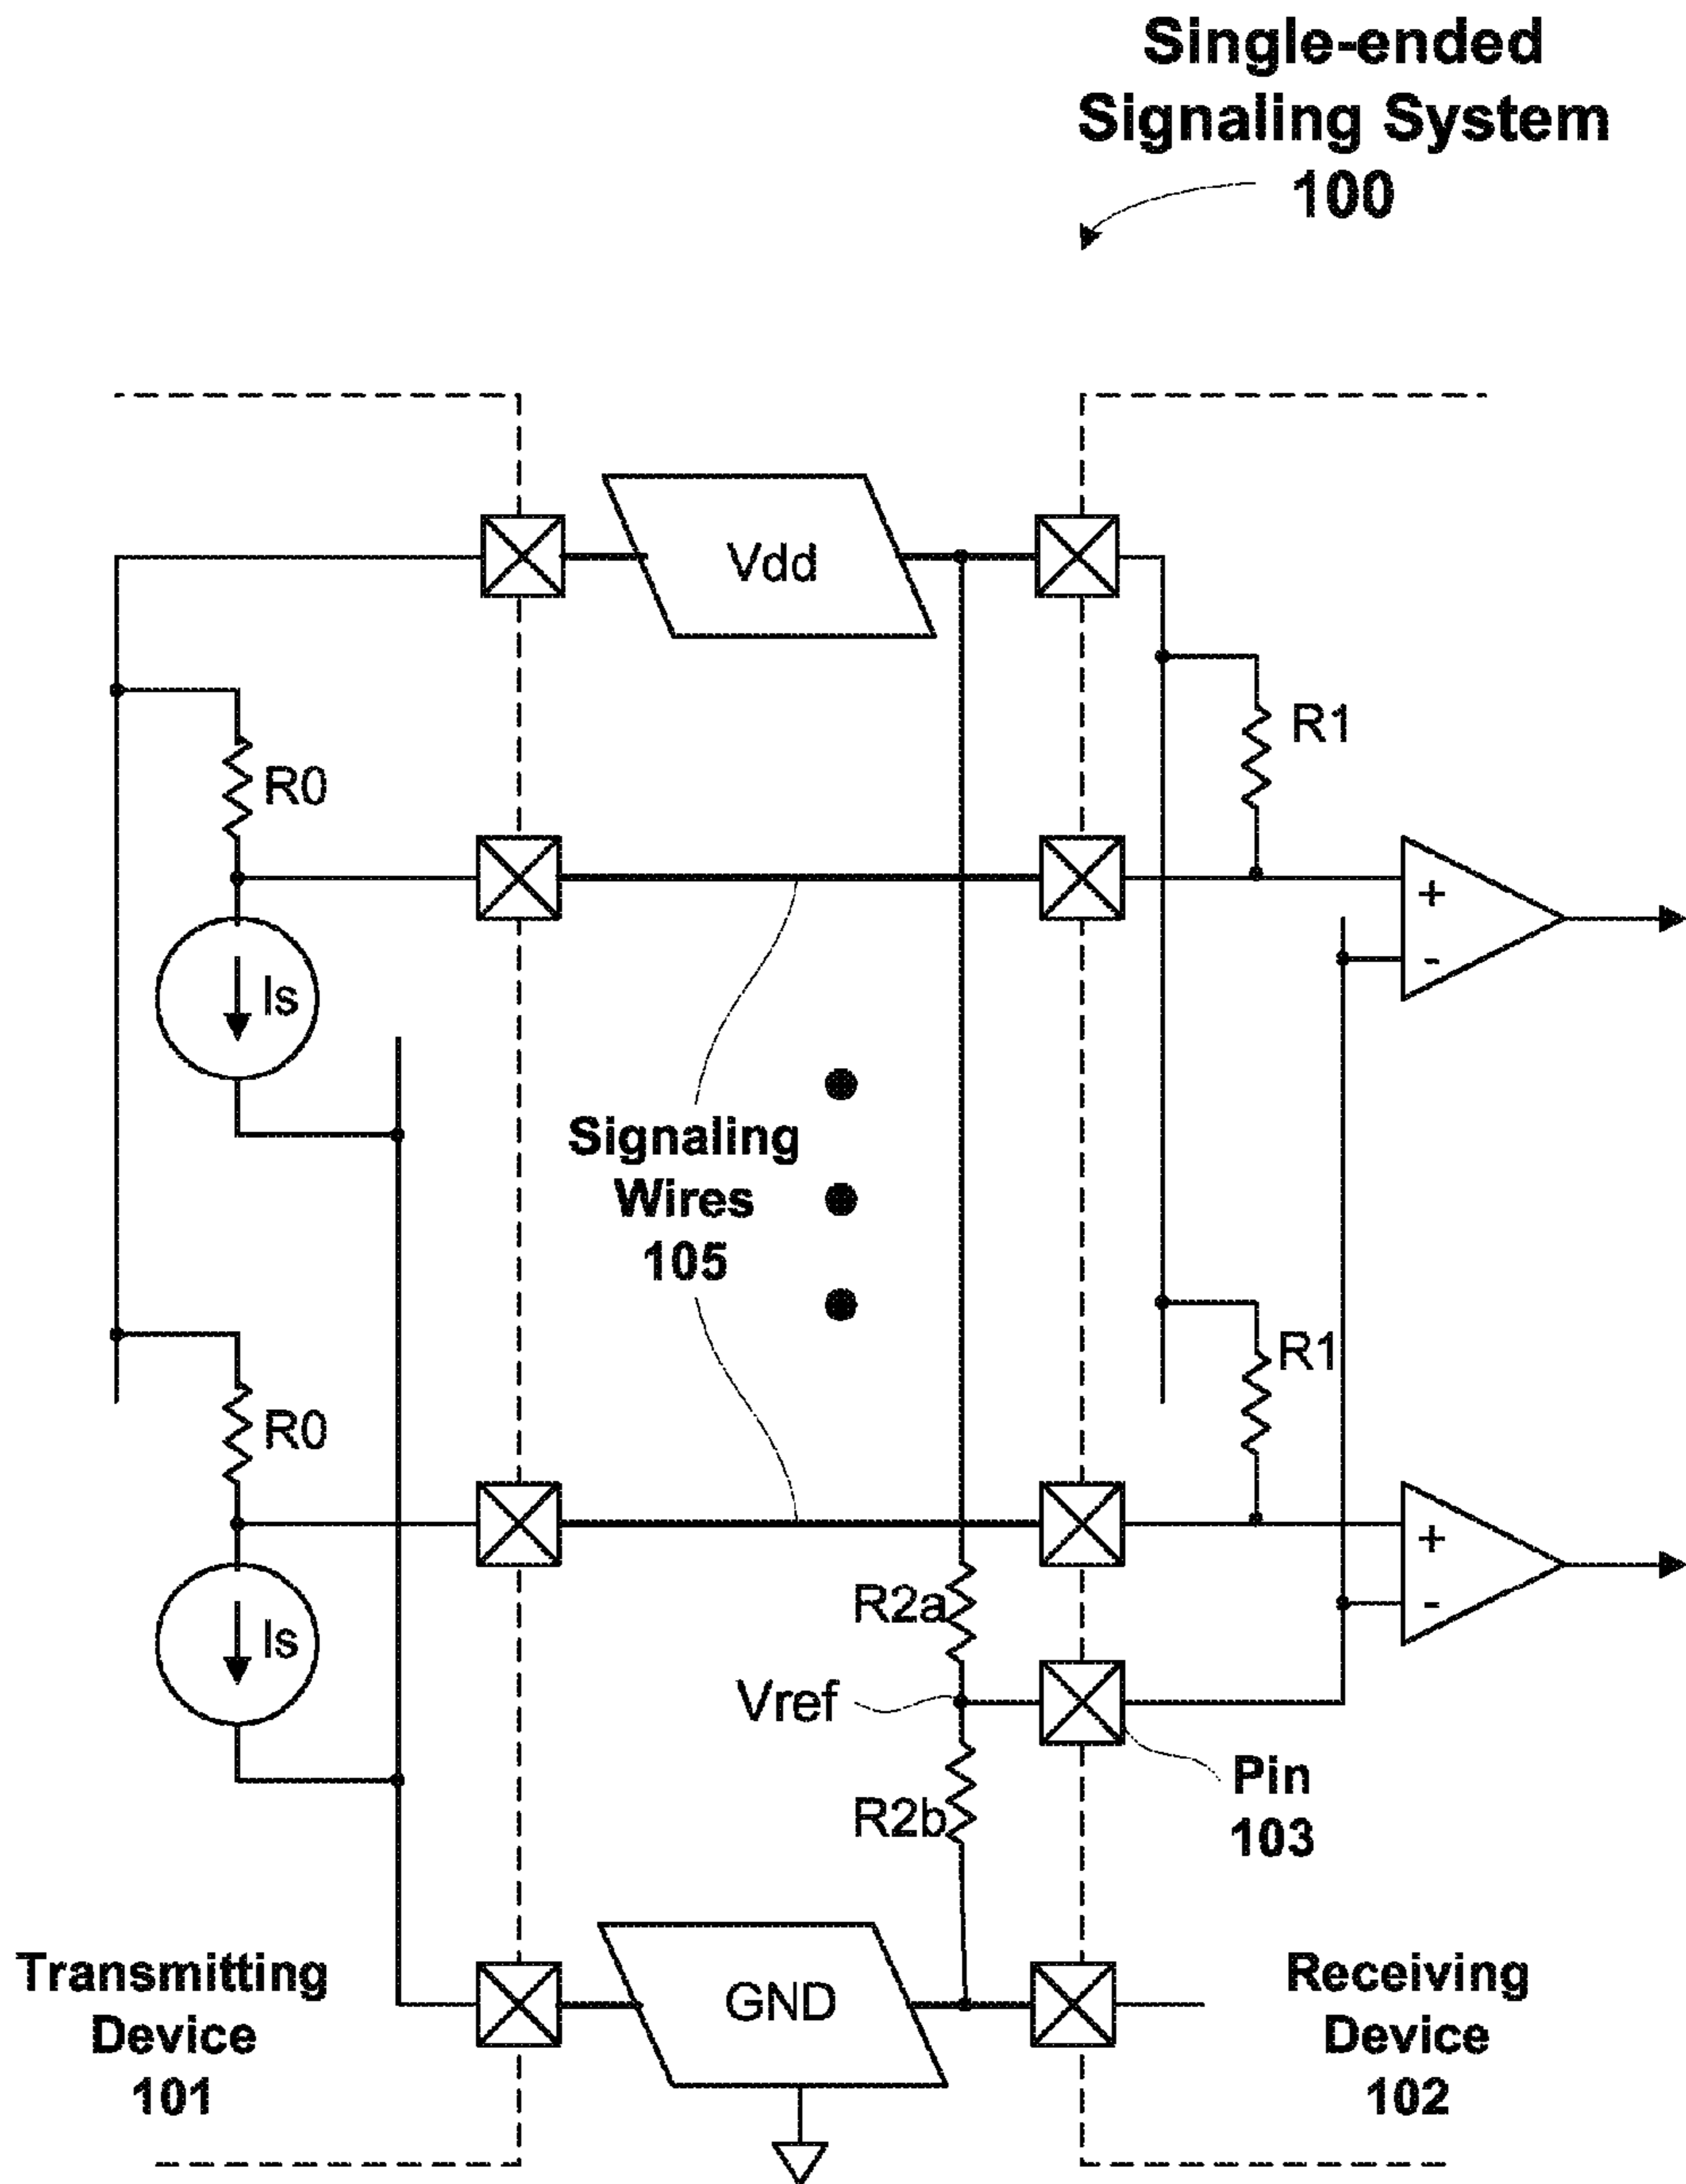 Single-ended
Signaling System
100
Vdd
R1
R0
+
-
Is
Signaling
Wires
105
R1
R0
+
R2a
-
Is
Vref
Pin
103
R2b
Transmitting
Device
101
GND
Receiving
Device
102